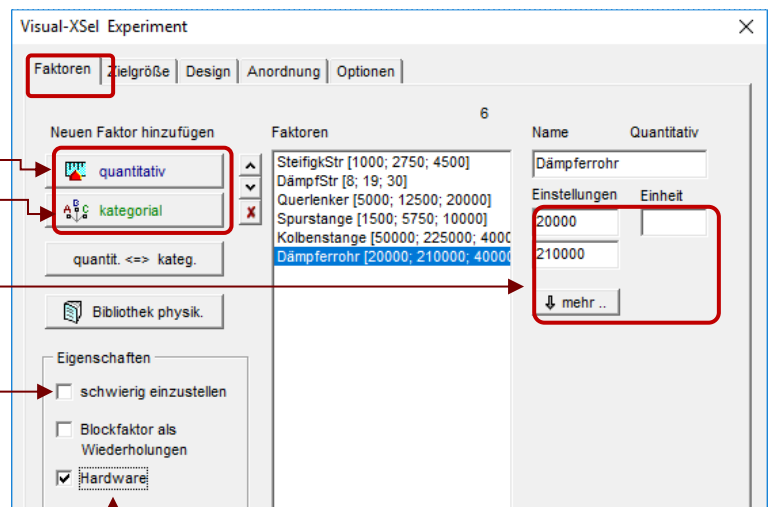 Visual-XSel Experiment
Faktoren Zielgröße Design Anordnung Optionen
6
Neuen Faktor hinzufügen
quantitativ
ABC kategorial
quantit. <=> kateg.
Bibliothek physik.
Eigenschaften
schwierig einzustellen
Blockfaktor als
Wiederholungen
Hardware
Faktoren
SteifigkStr [1000; 2750; 4500]
DämpfStr [8; 19; 30]
Querlenker [5000; 12500; 20000]
Spurstange [1500; 5750; 10000]
Kolbenstange [50000; 225000; 4000
Dämpferrohr [20000; 210000; 40000
Name Quantitativ
Dämpferrohr
Einstellungen Einheit
20000
210000
mehr ..